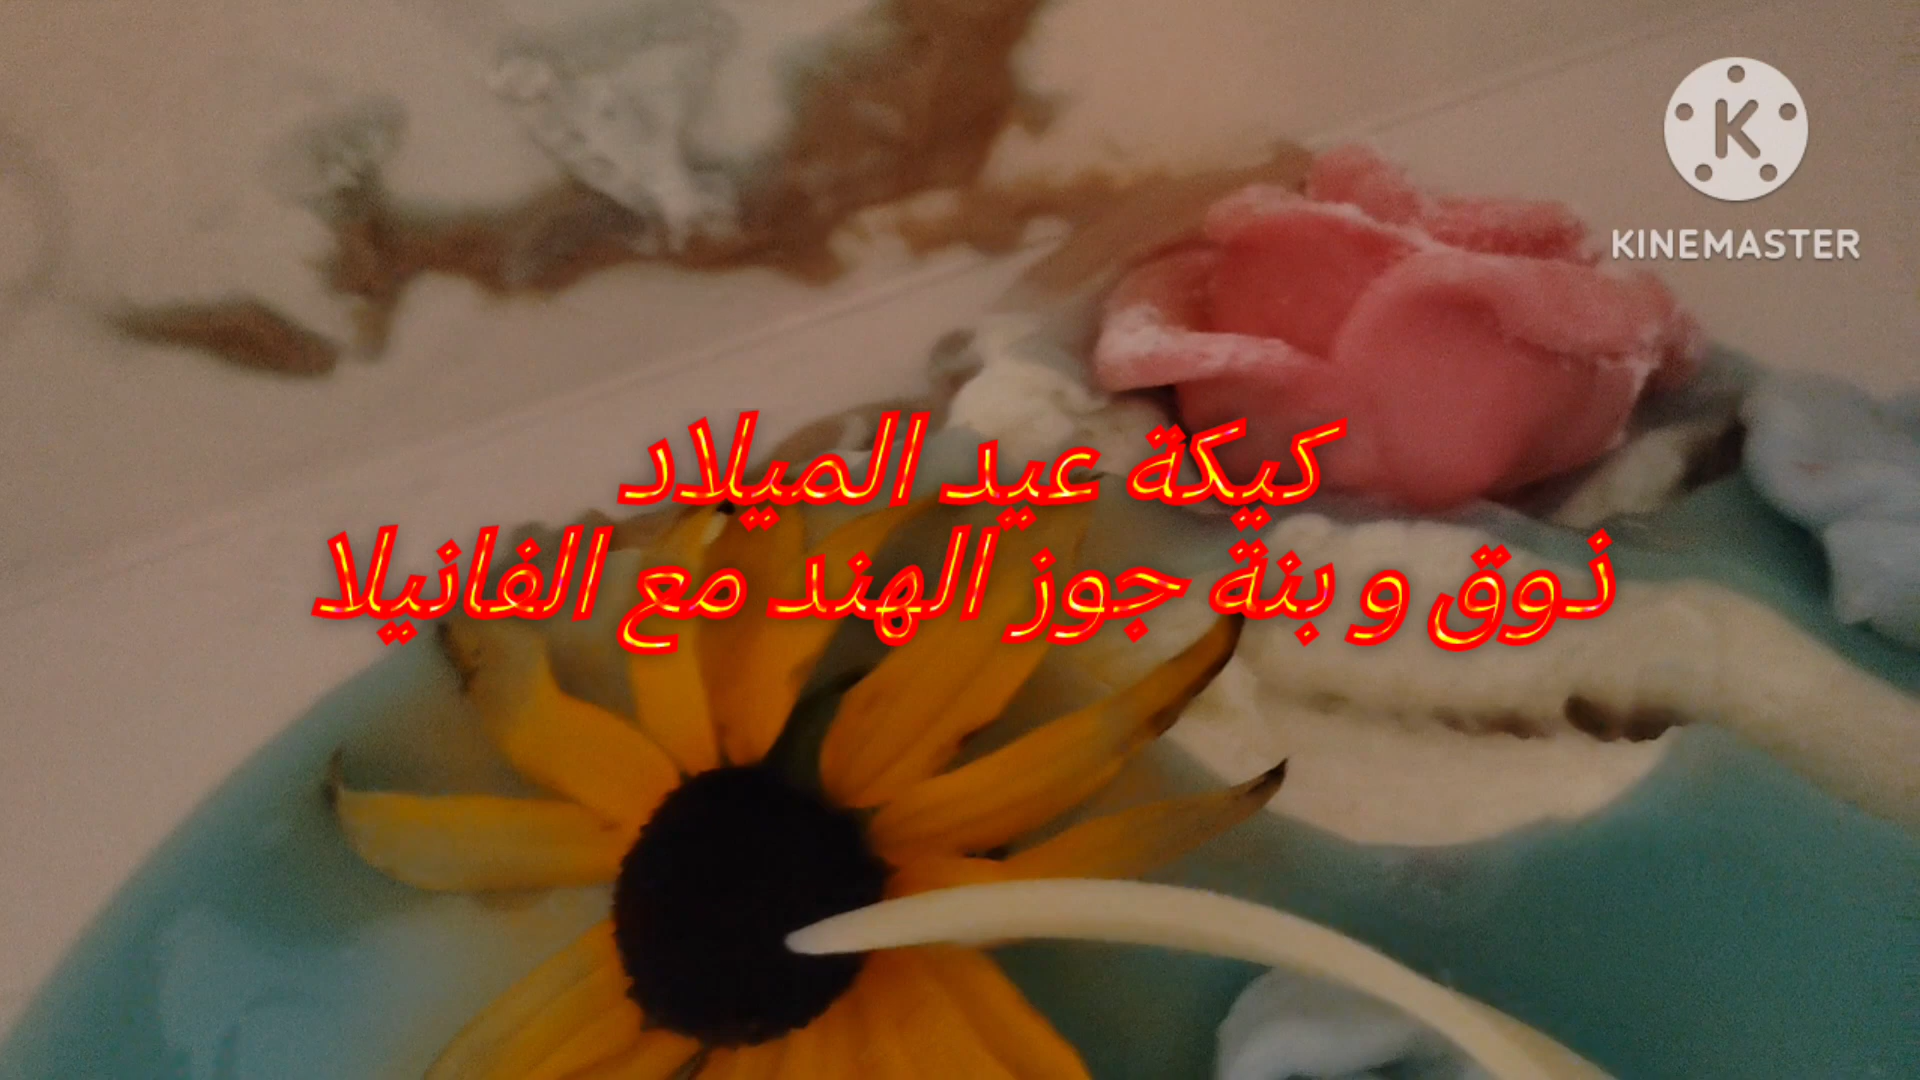 KINEMASTER
كيكة عيد الميلاد
ذوق و بنة جوز الهند مع الفانيلا